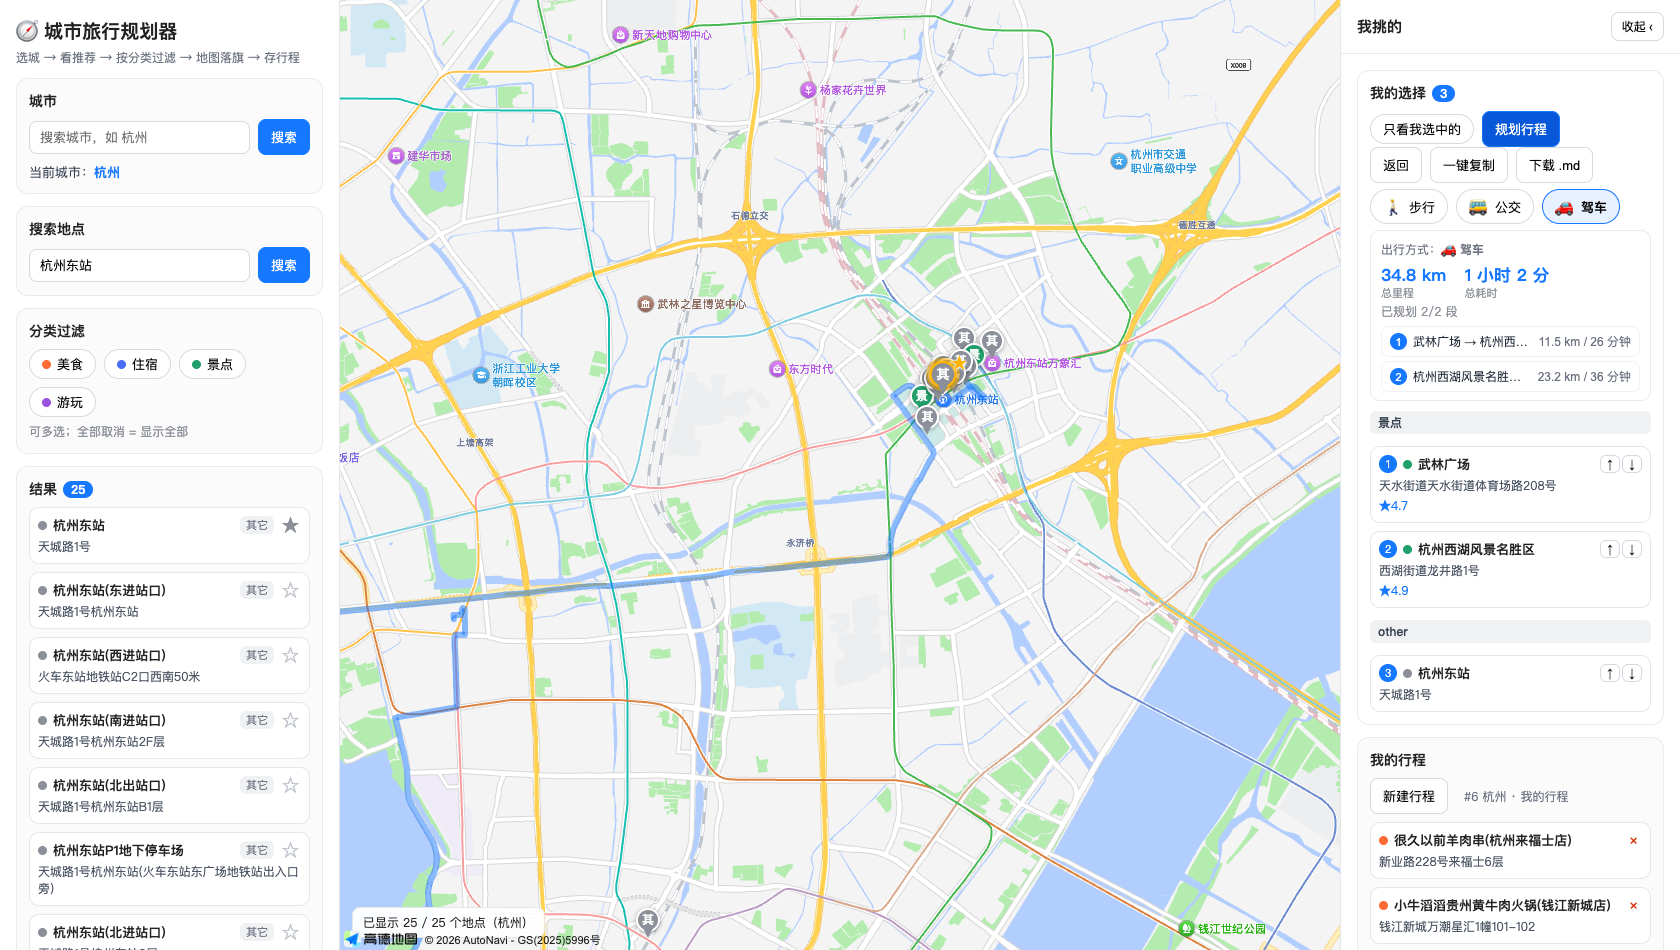 城市旅行规划器
选城 → 看推荐 → 按分类过滤 → 地图落旗 → 存行程
城市
搜索城市，如 杭州
搜索
当前城市：杭州
搜索地点
杭州东站
搜索
分类过滤
美食
住宿
景点
游玩
可多选；全部取消 = 显示全部
结果 25
杭州东站 其它
天城路1号
杭州东站(东进站口) 其它
天城路1号杭州东站
杭州东站(西进站口) 其它
火车东站地铁站C2口西南50米
杭州东站(南进站口) 其它
天城路1号杭州东站2F层
杭州东站(北出站口) 其它
天城路1号杭州东站B1层
杭州东站P1地下停车场 其它
天城路1号杭州东站(火车东站东广场地铁站出入口
旁)
杭州东站(北进站口) 其它
新天地购物中心
X008
杨家花卉世界
建华市场
杭州市交通
职业高级中学
石德立交
德胜互通
武林之星博览中心
其
其
景
其
杭州东站万象汇
东方时代
浙江工业大学
朝晖校区
其
景
杭州东站
其
上塘高架
饭店
永济桥
其
钱江世纪公园
已显示 25 / 25 个地点（杭州）
高德地图 © 2026 AutoNavi - GS(2025)5996号
我挑的
收起 ‹
我的选择 3
只看我选中的
规划行程
返回
一键复制
下载 .md
步行
公交
驾车
出行方式： 驾车
34.8 km 1 小时 2 分
总里程 总耗时
已规划 2/2 段
1 武林广场 → 杭州西... 11.5 km / 26 分钟
2 杭州西湖风景名胜... 23.2 km / 36 分钟
景点
1 武林广场 ↑ ↓
天水街道天水街道体育场路208号
★4.7
2 杭州西湖风景名胜区 ↑ ↓
西湖街道龙井路1号
★4.9
other
3 杭州东站 ↑ ↓
天城路1号
我的行程
新建行程
#6 杭州 · 我的行程
很久以前羊肉串(杭州来福士店) ×
新业路228号来福士6层
小牛滔滔贵州黄牛肉火锅(钱江新城店) ×
钱江新城万潮星汇1幢101–102